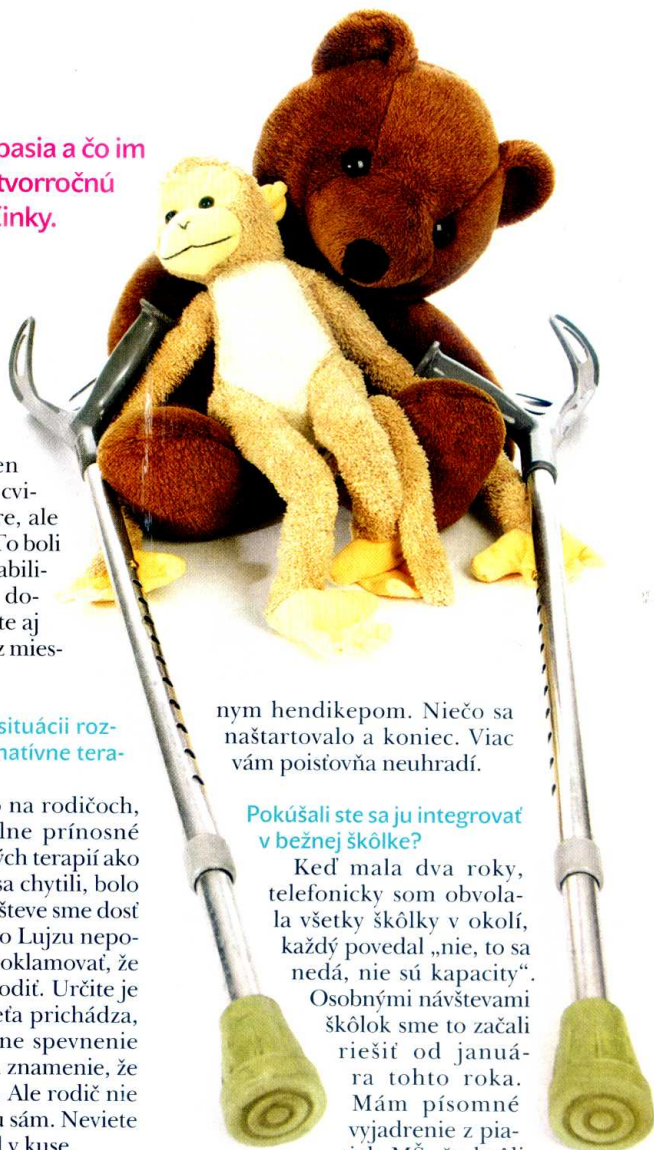 pasia a čo im
tvorročnú
činky.
en
cvi-
re, ale
To boli
abili-
do-
te aj
z mies-
situácii roz-
natívne tera-
na rodičoch,
lne prínosné
ých terapií ako
sa chytili, bolo
števe sme dosť
o Lujzu nepo-
oklamovať, že
odiť. Určite je
eťa prichádza,
ne spevnenie
znamenie, že
Ale rodič nie
u sám. Neviete
l v kuse
nym hendikepom. Niečo sa
naštartovalo a koniec. Viac
vám poisťovňa neuhradí.
Pokúšali ste sa ju integrovať
v bežnej škôlke?
Keď mala dva roky,
telefonicky som obvola-
la všetky škôlky v okolí,
každý povedal „nie, to sa
nedá, nie sú kapacity“.
Osobnými návštevami
škôlok sme to začali
riešiť od januá-
ra tohto roka.
Mám písomné
vyjadrenie z pia-